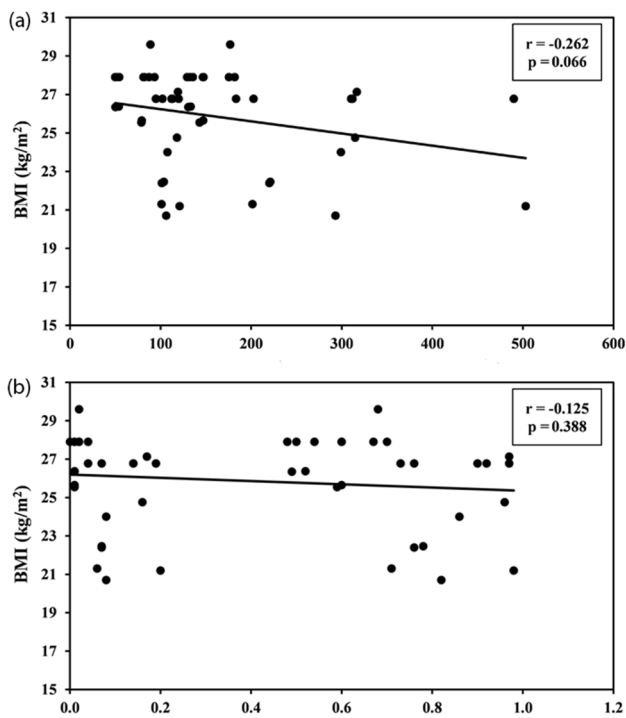 (a)
31
29
27
25
23
21
19
17
15
BMI (kg/m²)
r = -0.262
p = 0.066
0 100 200 300 400 500 600
(b)
31
29
27
25
23
21
19
17
15
BMI (kg/m²)
r = -0.125
p = 0.388
0.0 0.2 0.4 0.6 0.8 1.0 1.2